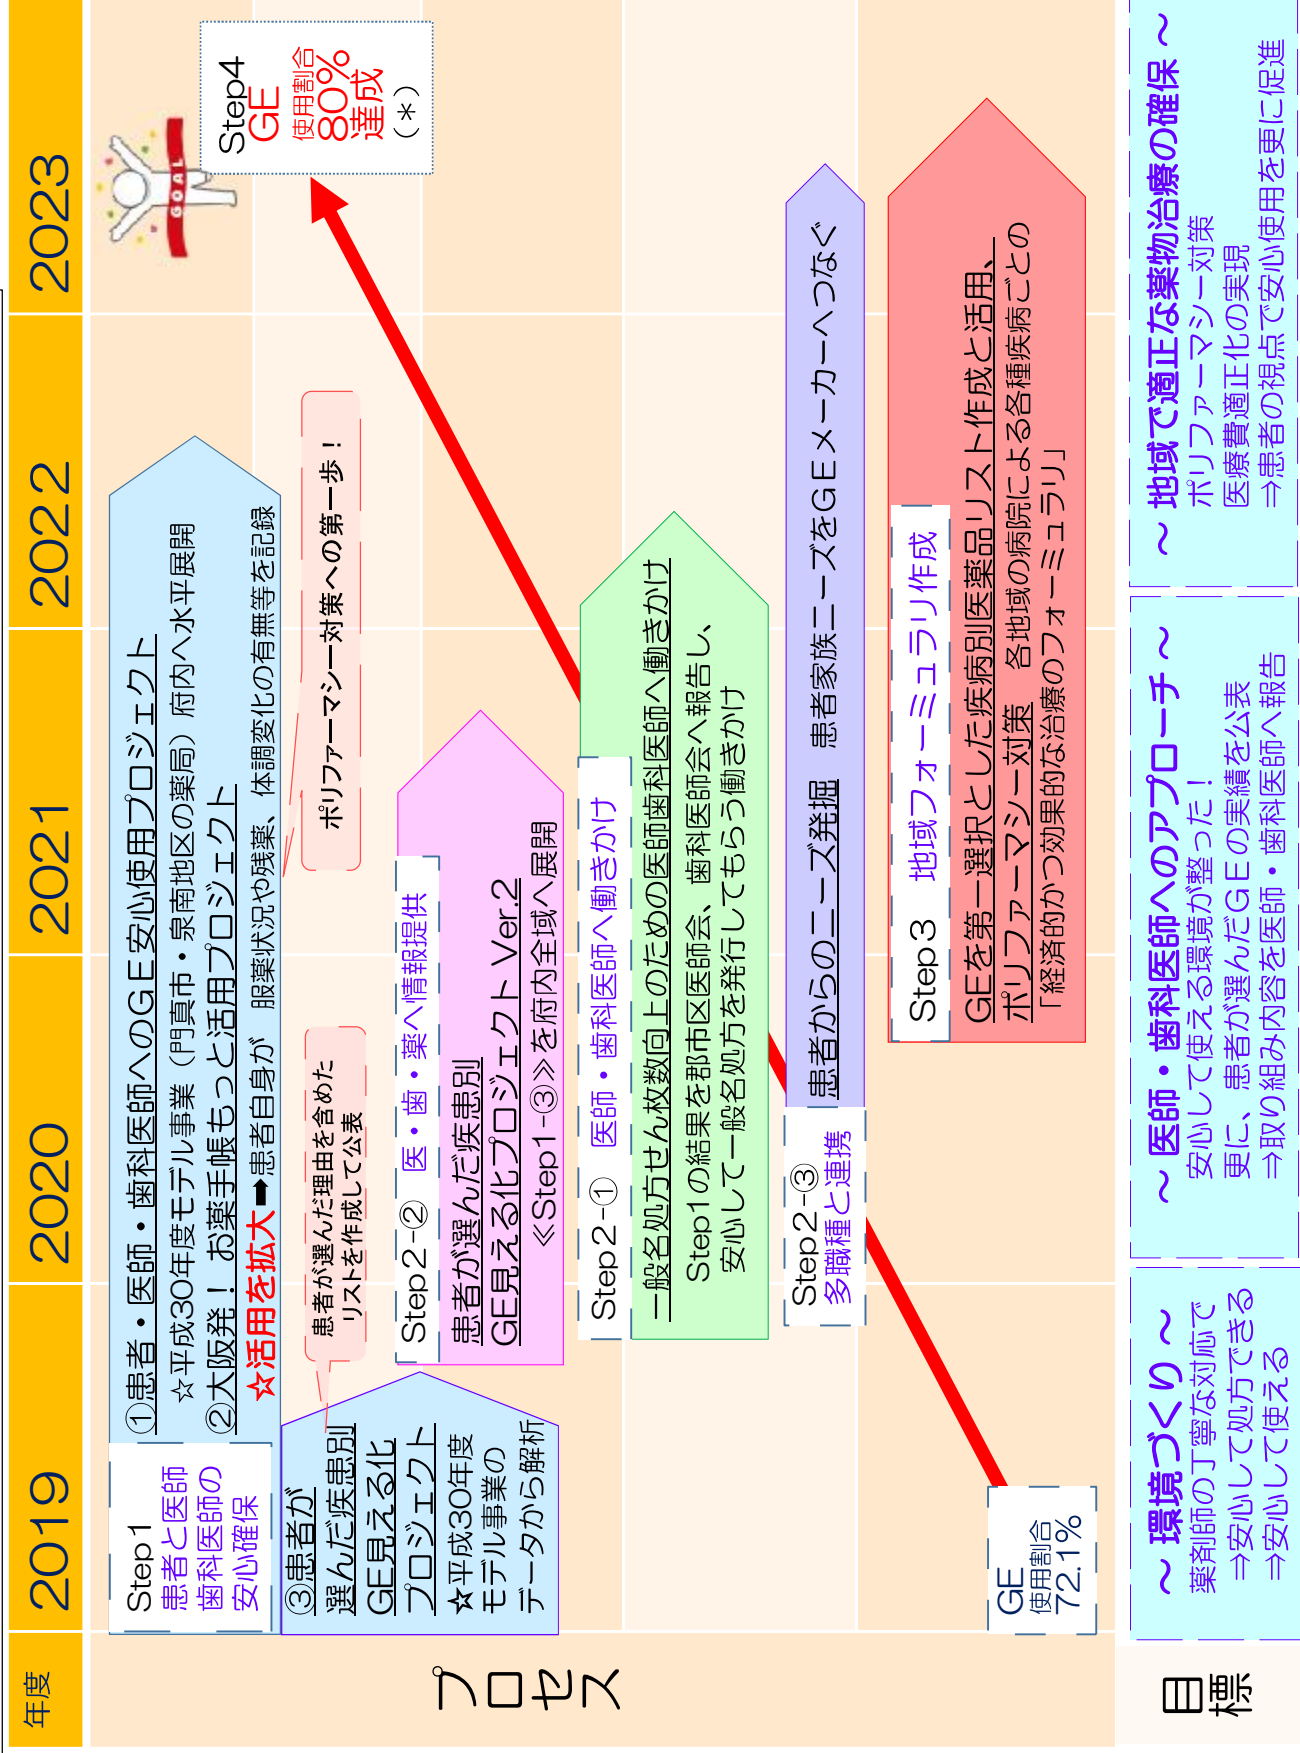 年度
2019
2020
2021
2022
2023
プロセス
Step1
患者と医師
歯科医師の
安心確保
①患者・医師・歯科医師へのGE安心使用プロジェクト
☆平成30年度モデル事業（門真市・泉南地区の薬局）府内へ水平展開
②大阪発！お薬手帳もっと活用プロジェクト
☆活用を拡大➡患者自身が　服薬状況や残薬、体調変化の有無等を記録
ポリファーマシー対策への第一歩！
③患者が
選んだ疾患別
GE見える化
プロジェクト
☆平成30年度
モデル事業の
データから解析
患者が選んだ理由を含めた
リストを作成して公表
Step2-②　医・歯・薬へ情報提供
患者が選んだ疾患別
GE見える化プロジェクト Ver.2
≪Step1-③≫を府内全域へ展開
Step2-①　医師・歯科医師へ働きかけ
一般名処方せん枚数向上のための医師歯科医師へ働きかけ
Step1の結果を郡市区医師会、歯科医師会へ報告し、
安心して一般名処方を発行してもらう働きかけ
Step2-③
多職種と連携
患者からのニーズ発掘　患者家族ニーズをGEメーカーへつなぐ
Step3　地域フォーミュラリ作成
GEを第一選択とした疾病別医薬品リスト作成と活用、
ポリファーマシー対策　各地域の病院による各種疾病ごとの
「経済的かつ効果的な治療のフォーミュラリ」
GE
使用割合
72.1%
GOAL
Step4
GE
使用割合
80%
達成
（＊）
目標
～ 環境づくり ～
薬剤師の丁寧な対応で
⇒安心して処方できる
⇒安心して使える
～ 医師・歯科医師へのアプローチ ～
安心して使える環境が整った！
更に、患者が選んだGEの実績を公表
⇒取り組み内容を医師・歯科医師へ報告
～ 地域で適正な薬物治療の確保 ～
ポリファーマシー対策
医療費適正化の実現
⇒患者の視点で安心使用を更に促進